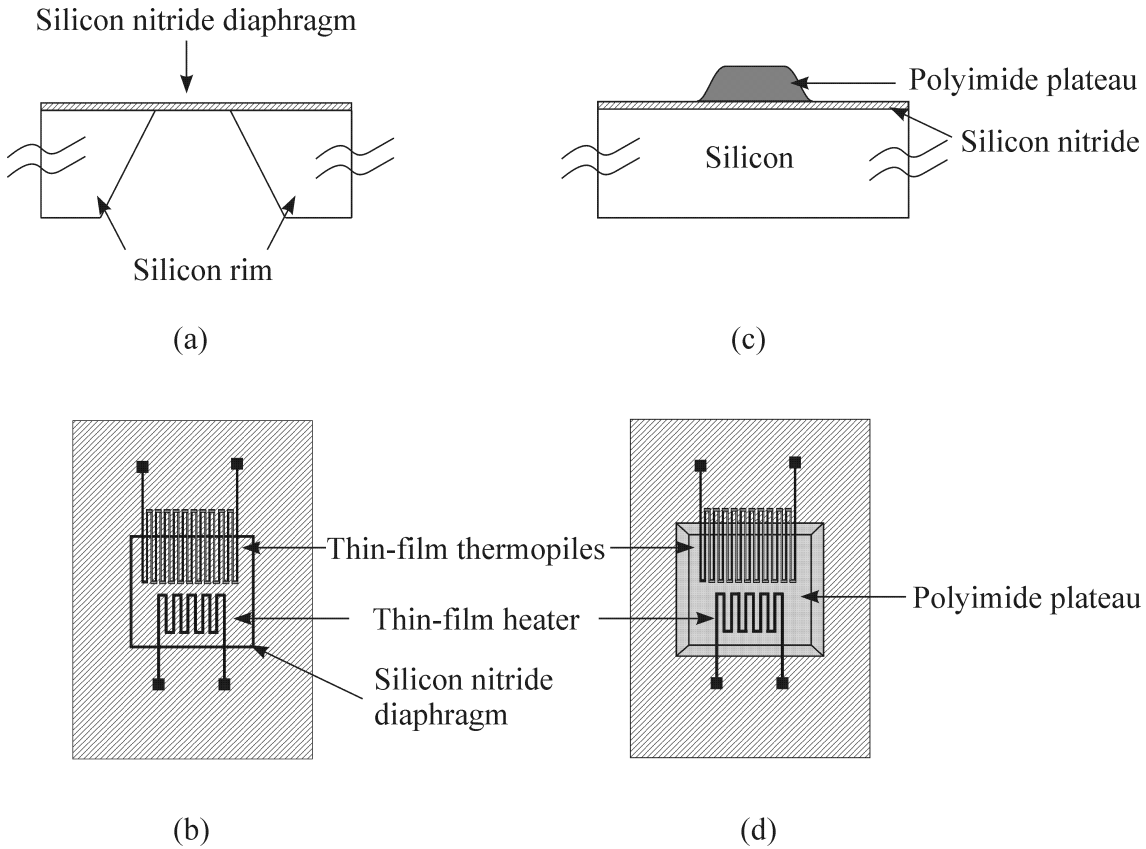 Silicon nitride diaphragm
Silicon rim
(a)
Polyimide plateau
Silicon nitride
Silicon
(c)
Thin-film thermopiles
Thin-film heater
Silicon nitride
diaphragm
(b)
Polyimide plateau
(d)